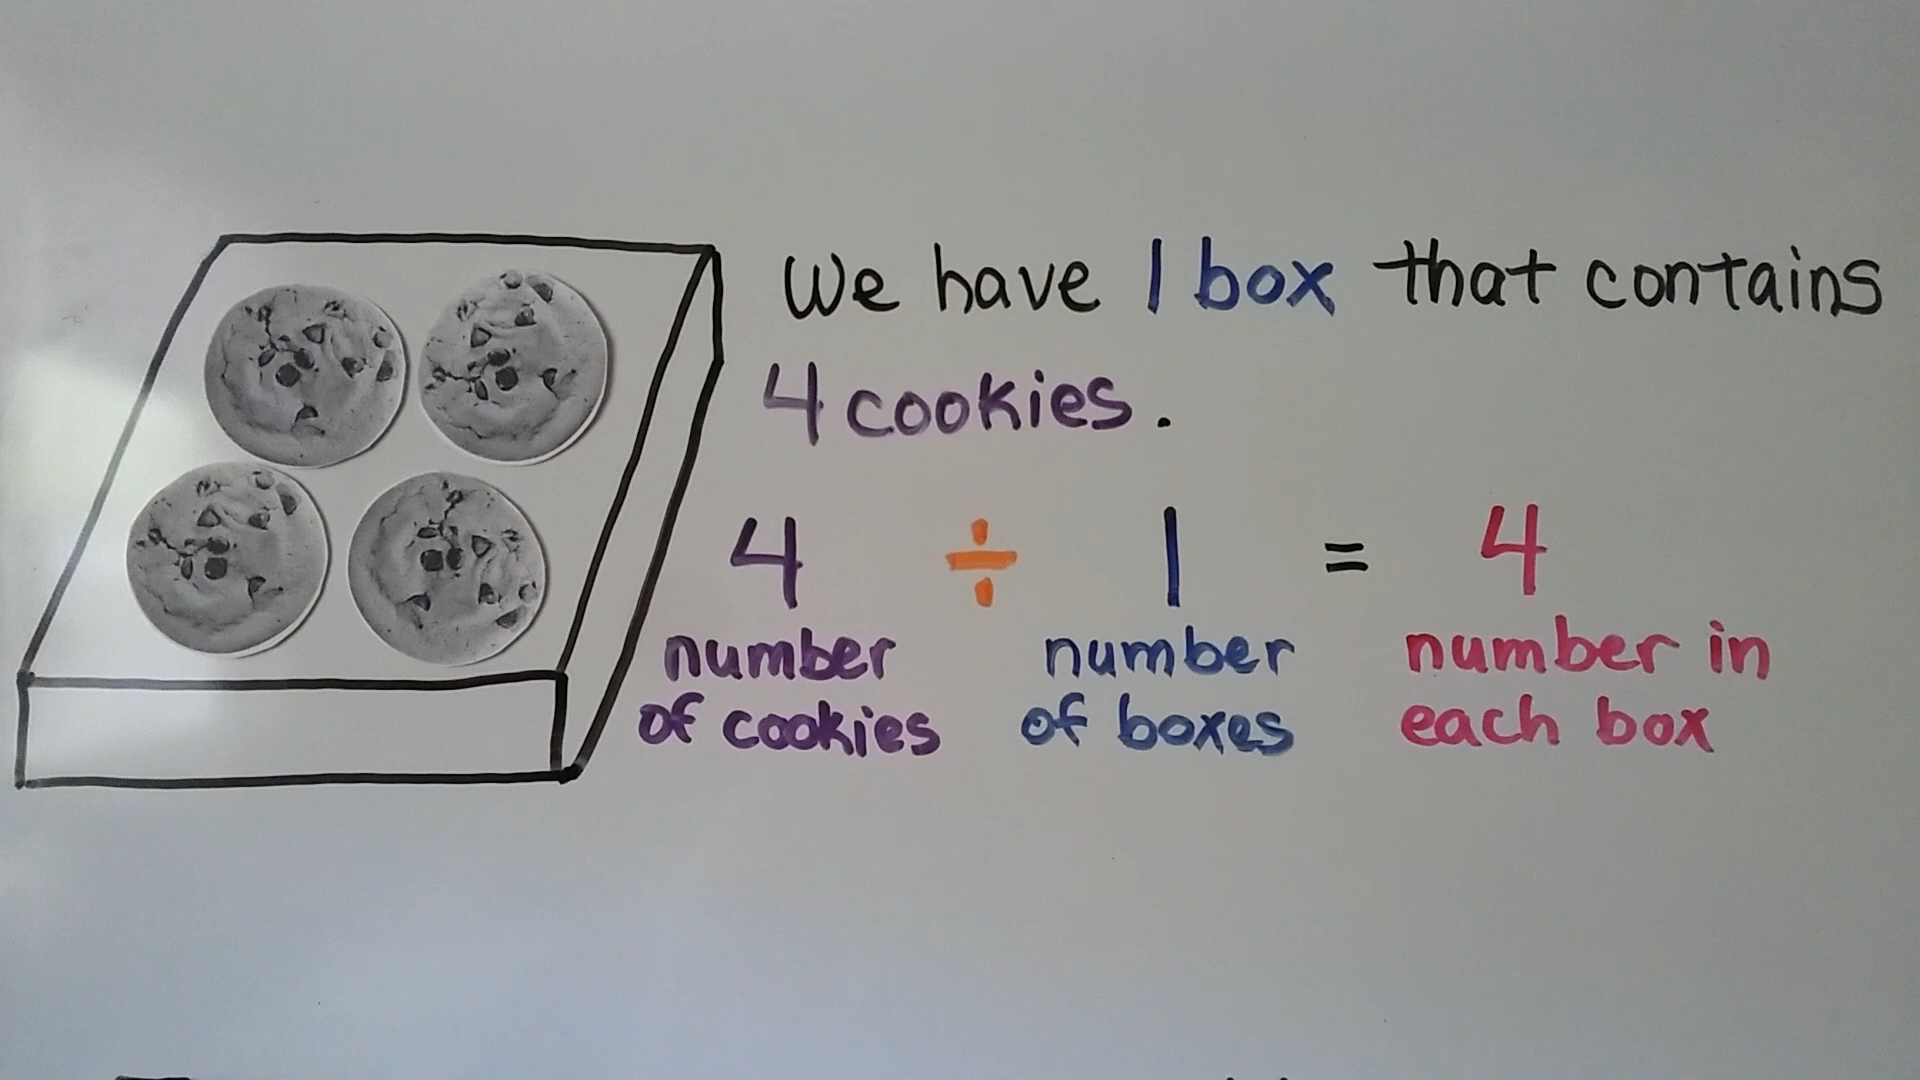 We have 1 box that contains
4 cookies.
4 ÷ 1 = 4
number number number in
of cookies of boxes each box